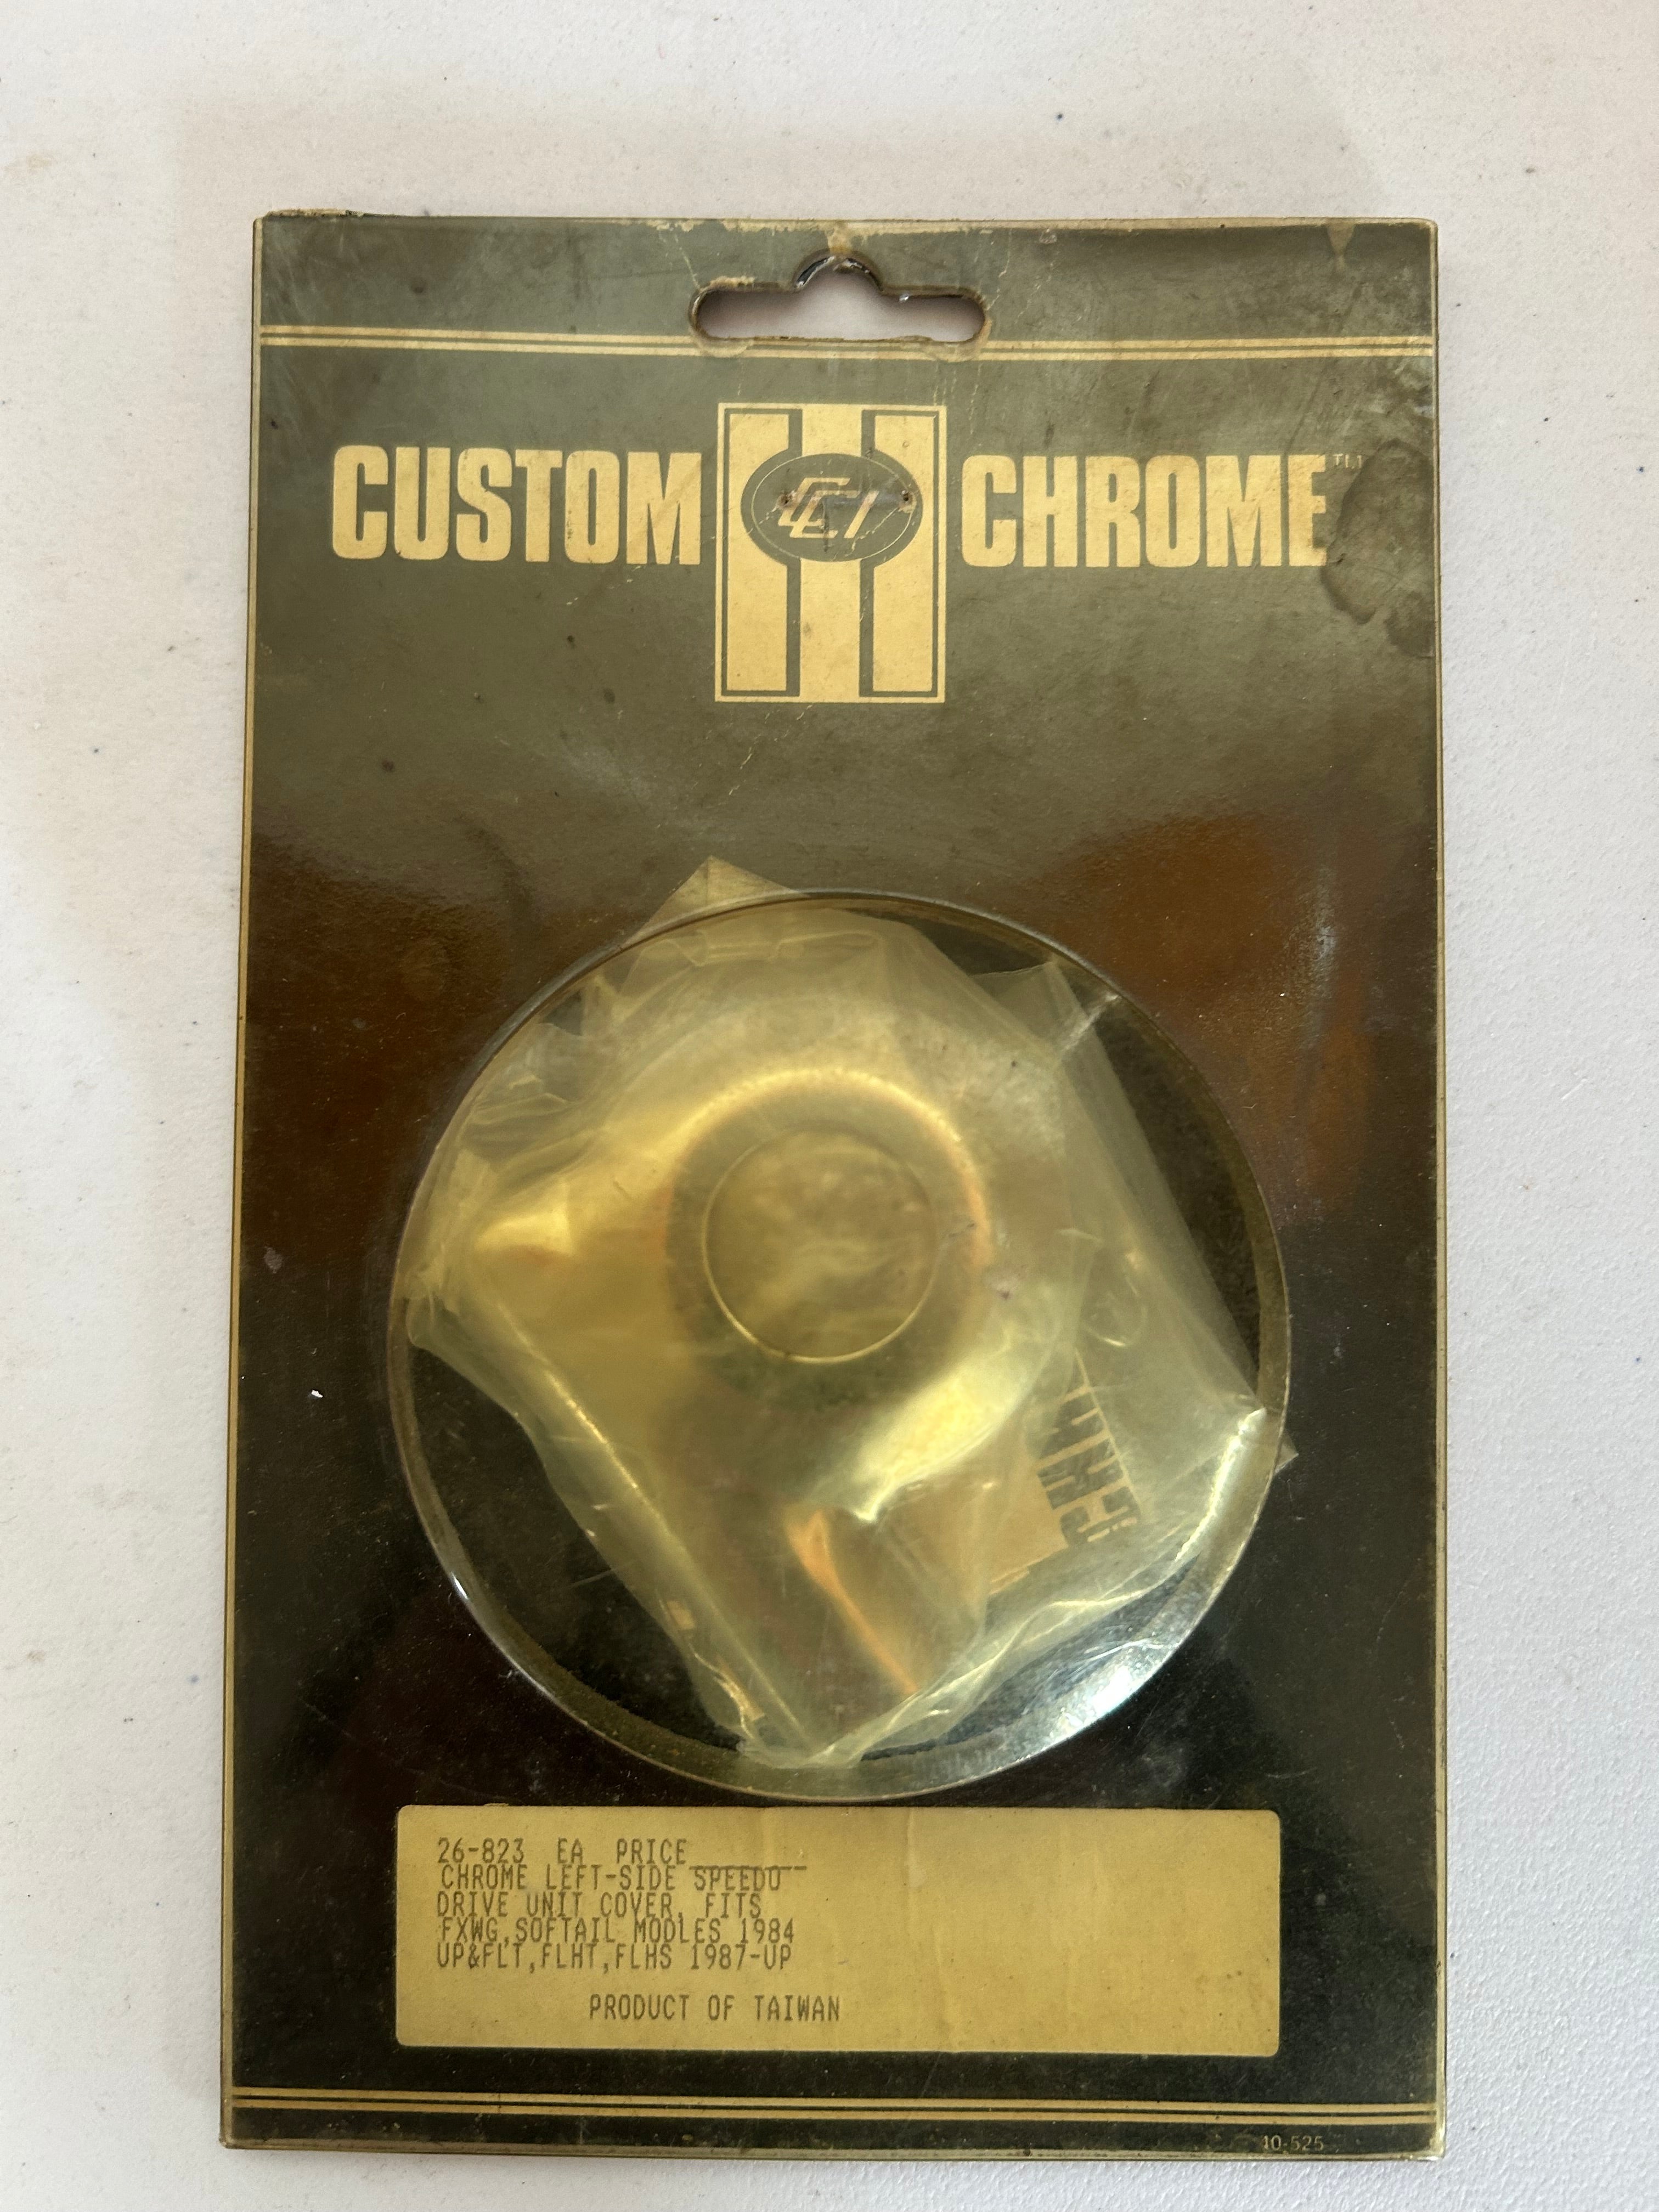 CUSTOM CCI CHROME™
26-823 EA PRICE
CHROME LEFT-SIDE SPEEDO
DRIVE UNIT COVER, FITS
FXWG,SOFTAIL MODLES 1984
UP&FLT,FLHT,FLHS 1987-UP
PRODUCT OF TAIWAN
10-525